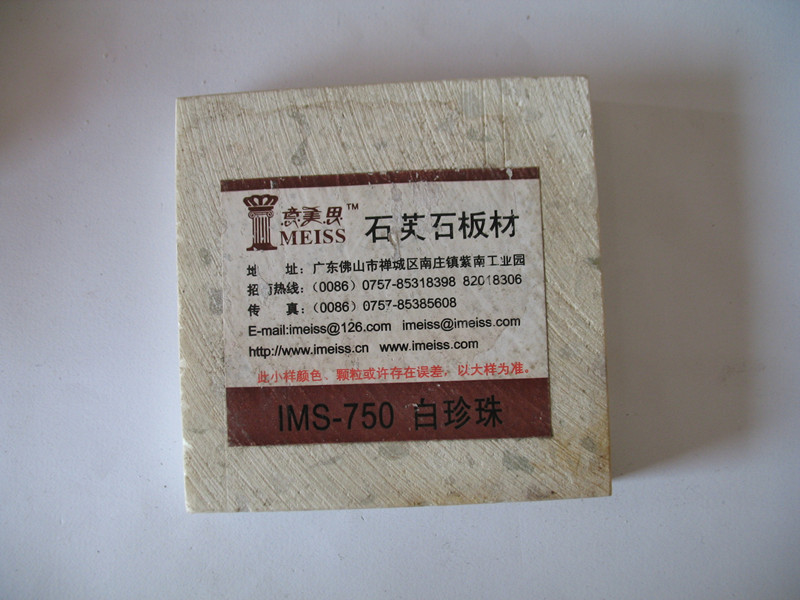 意美思™
IMEISS 石英石板材
地 址：广东佛山市禅城区南庄镇紫南工业园
招商热线：（0086）0757-85318398 82018306
传 真：（0086）0757-85385608
E-mail:imeiss@126.com imeiss@imeiss.com
http://www.imeiss.cn www.imeiss.com
此小样颜色、颗粒或许存在误差，以大样为准。
IMS-750 白珍珠